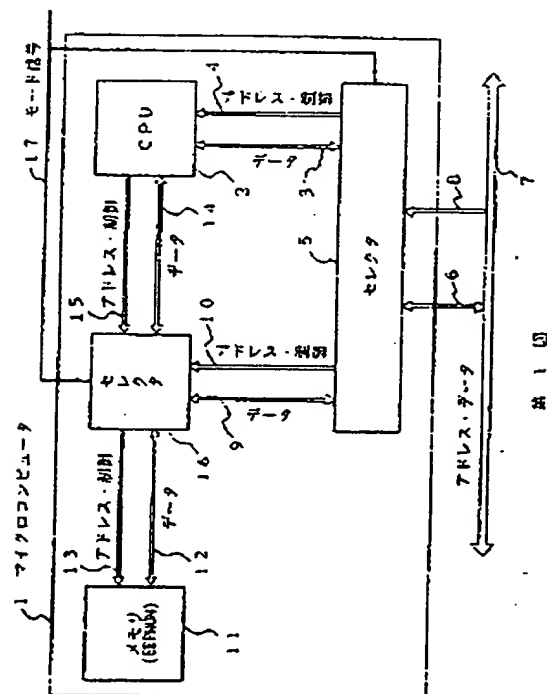 1 マイクロコンピュータ
17 モード信号
メモリ
(EEPROM)
11
13 アドレス・制御
12 データ
セレクタ
16
15 アドレス・制御
14 データ
CPU
3
9 データ
10 アドレス・制御
3 データ
4 アドレス・制御
5
セレクタ
6
8
アドレス・データ
7
第1図